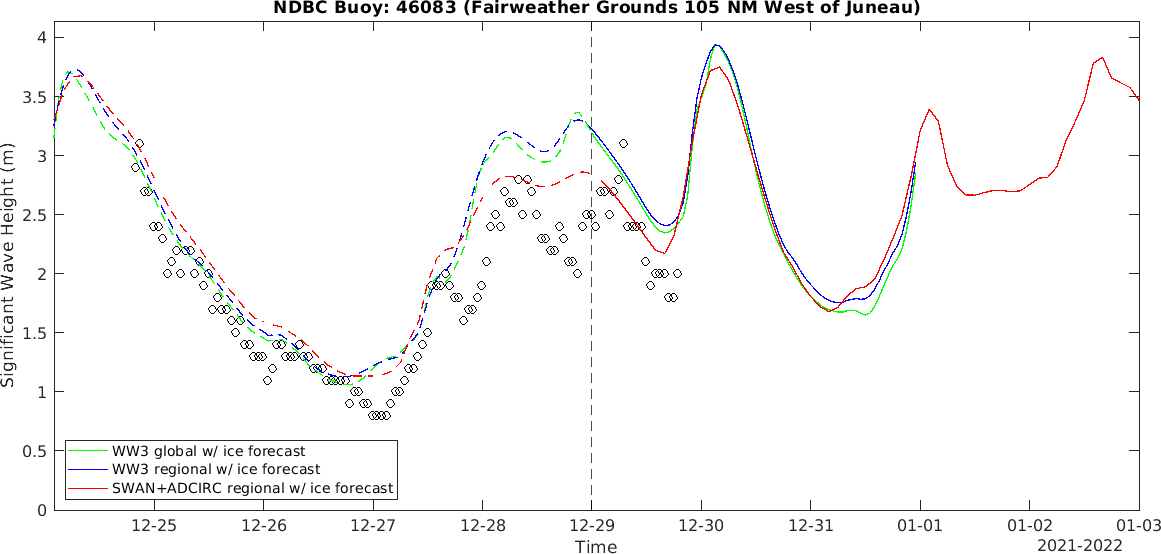 NDBC Buoy: 46083 (Fairweather Grounds 105 NM West of Juneau)
Significant Wave Height (m)
4
3.5
3
2.5
2
1.5
1
0.5
0
WW3 global w/ ice forecast
WW3 regional w/ ice forecast
SWAN+ADCIRC regional w/ ice forecast
12-25 12-26 12-27 12-28 12-29 12-30 12-31 01-01 01-02 01-03
Time
2021-2022